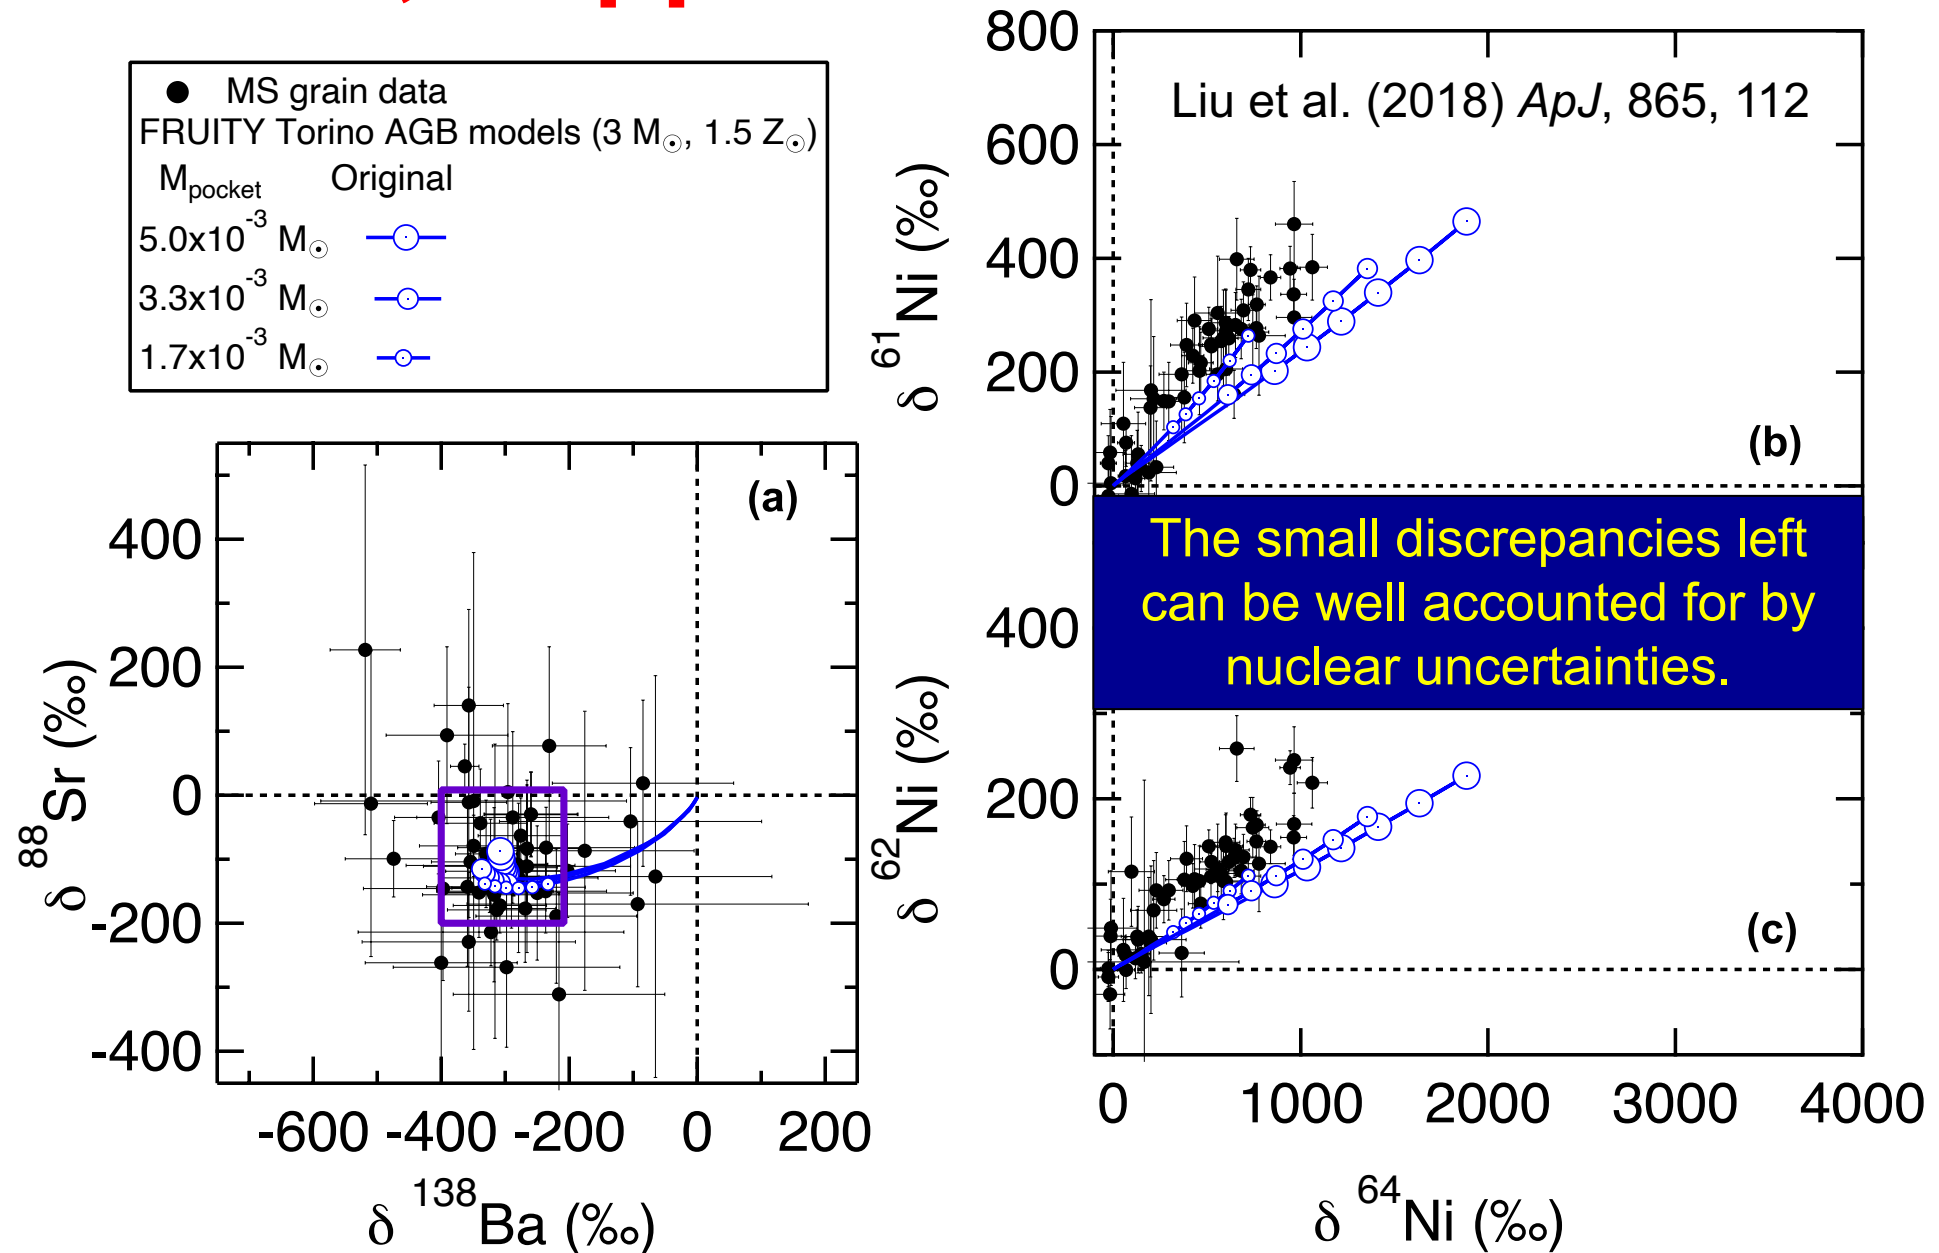 MS grain data
FRUITY Torino AGB models (3 M☉, 1.5 Z☉)
Mpocket Original
5.0x10⁻³ M☉
3.3x10⁻³ M☉
1.7x10⁻³ M☉
(a)
400
200
0
-200
-400
δ ⁸⁸Sr (‰)
-600 -400 -200 0 200
δ ¹³⁸Ba (‰)
Liu et al. (2018) ApJ, 865, 112
800
600
400
200
0
δ ⁶¹Ni (‰)
(b)
The small discrepancies left
can be well accounted for by
nuclear uncertainties.
400
200
0
δ ⁶²Ni (‰)
(c)
0 1000 2000 3000 4000
δ ⁶⁴Ni (‰)